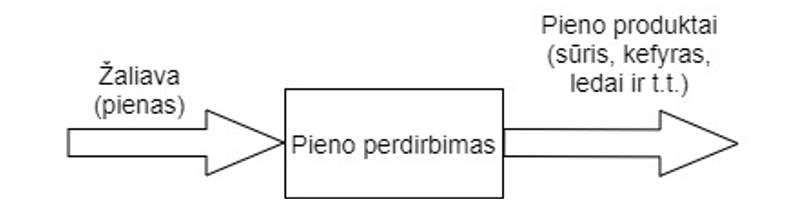 Žaliava
(pienas)
Pieno perdirbimas
Pieno produktai
(sūris, kefyras,
ledai ir t.t.)